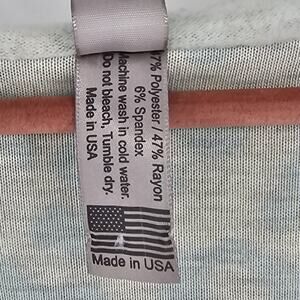 7% Polyester / 47% Rayon
6% Spandex
Machine wash in cold water.
Do not bleach, Tumble dry.
Made in USA
Made in USA